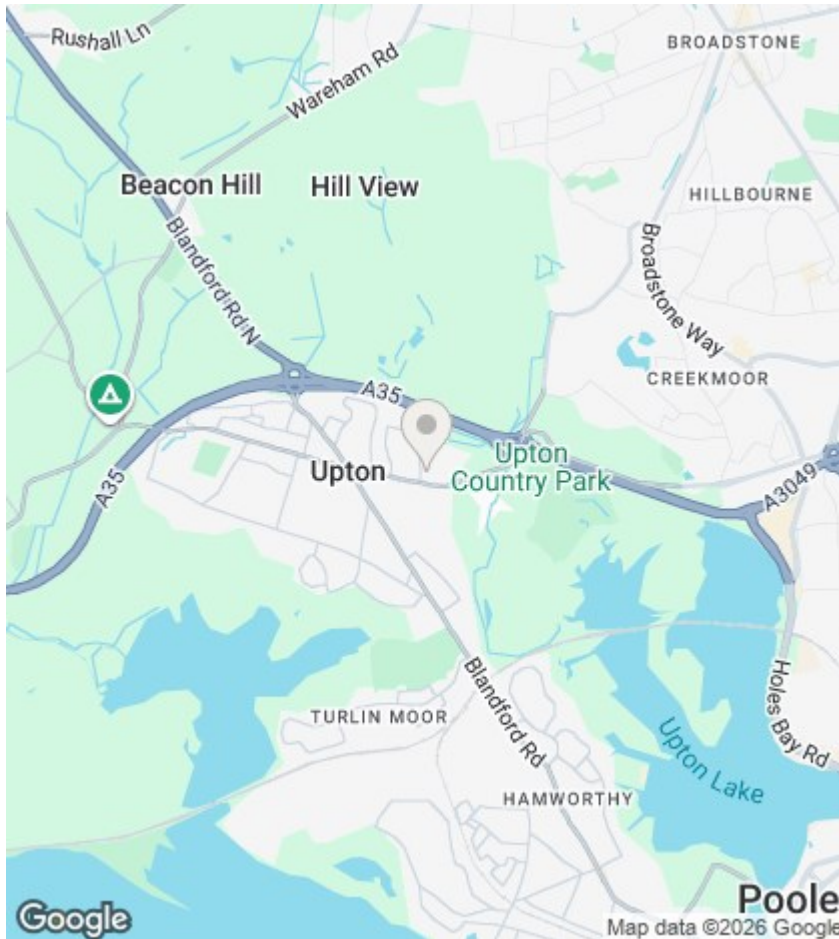 Rushall Ln
BROADSTONE
Wareham Rd
Beacon Hill
Hill View
HILLBOURNE
Blandford Rd N
Broadstone Way
CREEKMOOR
A35
Upton
Upton
Country Park
A35
A3049
Blandford Rd
Holes Bay Rd
TURLIN MOOR
Upton Lake
HAMWORTHY
Poole
Google
Map data ©2026 Google